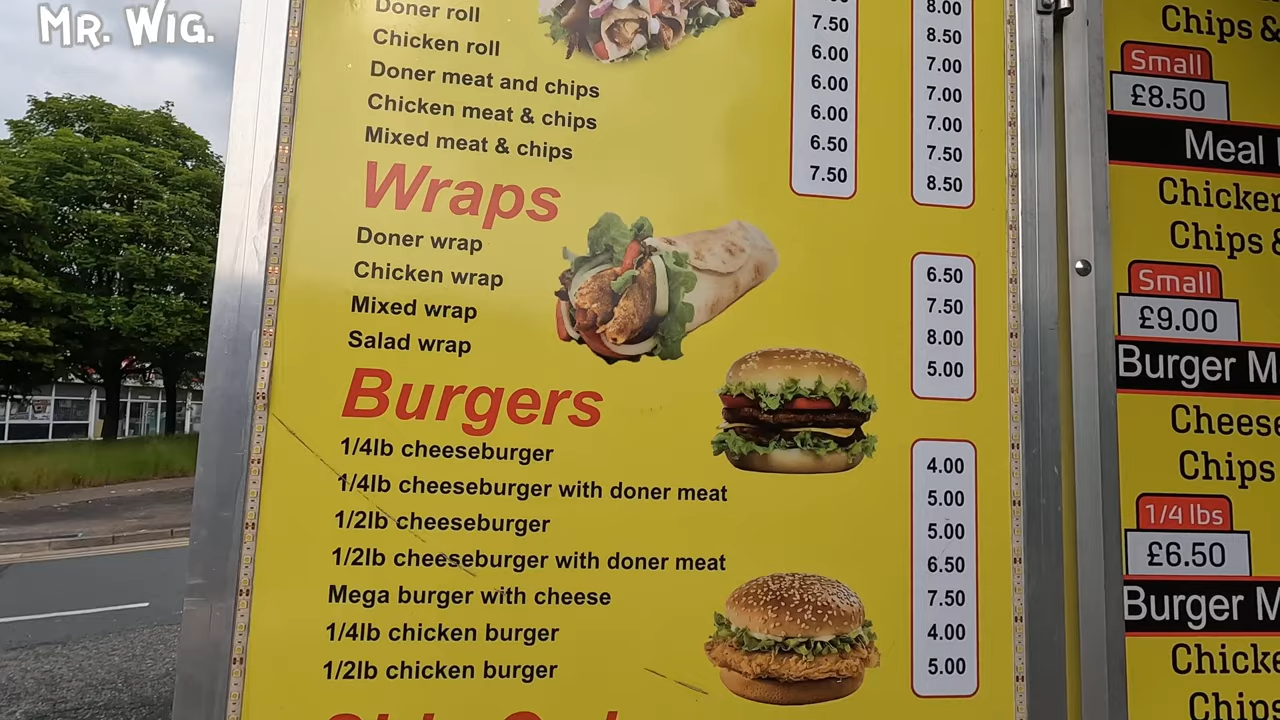 Mr. Wig.
Doner roll
Chicken roll
Doner meat and chips
Chicken meat & chips
Mixed meat & chips
7.50
6.00
6.00
6.00
6.50
7.50
8.00
8.50
7.00
7.00
7.00
7.50
8.50
Wraps
Doner wrap 6.50
Chicken wrap 7.50
Mixed wrap 8.00
Salad wrap 5.00
Burgers
1/4lb cheeseburger 4.00
1/4lb cheeseburger with doner meat 5.00
1/2lb cheeseburger 5.00
1/2lb cheeseburger with doner meat 6.50
Mega burger with cheese 7.50
1/4lb chicken burger 4.00
1/2lb chicken burger 5.00
Chips &
Small
£8.50
Meal
Chicken
Chips &
Small
£9.00
Burger M
Cheese
Chips
1/4 lbs
£6.50
Burger M
Chicke
Chips